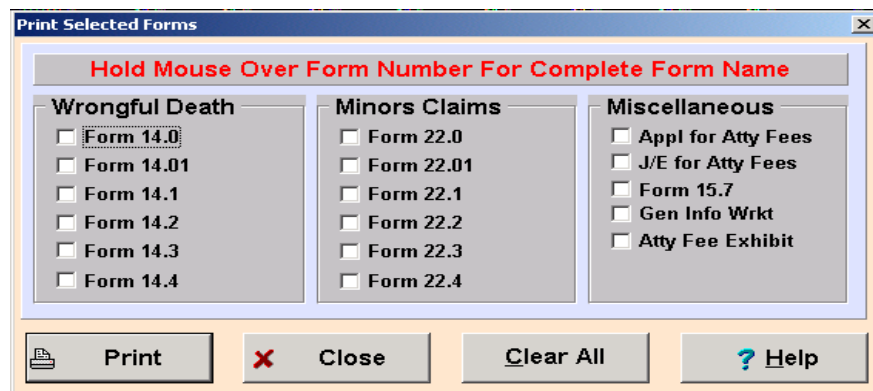 Print Selected Forms
Hold Mouse Over Form Number For Complete Form Name
Wrongful Death
Form 14.0
Form 14.01
Form 14.1
Form 14.2
Form 14.3
Form 14.4
Minors Claims
Form 22.0
Form 22.01
Form 22.1
Form 22.2
Form 22.3
Form 22.4
Miscellaneous
Appl for Atty Fees
J/E for Atty Fees
Form 15.7
Gen Info Wrkt
Atty Fee Exhibit
Print
Close
Clear All
Help